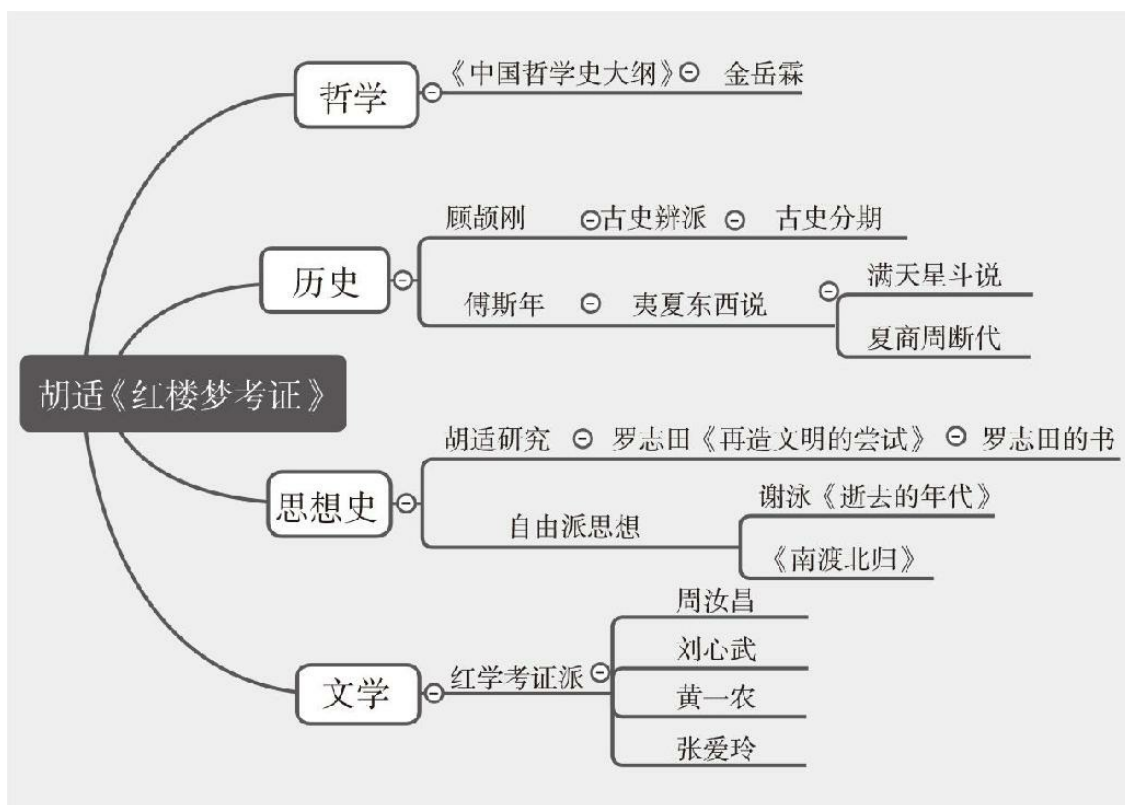 哲学
《中国哲学史大纲》 金岳霖
历史
顾颉刚 古史辨派 古史分期
傅斯年 夷夏东西说
满天星斗说
夏商周断代
胡适《红楼梦考证》
思想史
胡适研究 罗志田《再造文明的尝试》 罗志田的书
自由派思想
谢泳《逝去的年代》
《南渡北归》
文学
红学考证派
周汝昌
刘心武
黄一农
张爱玲